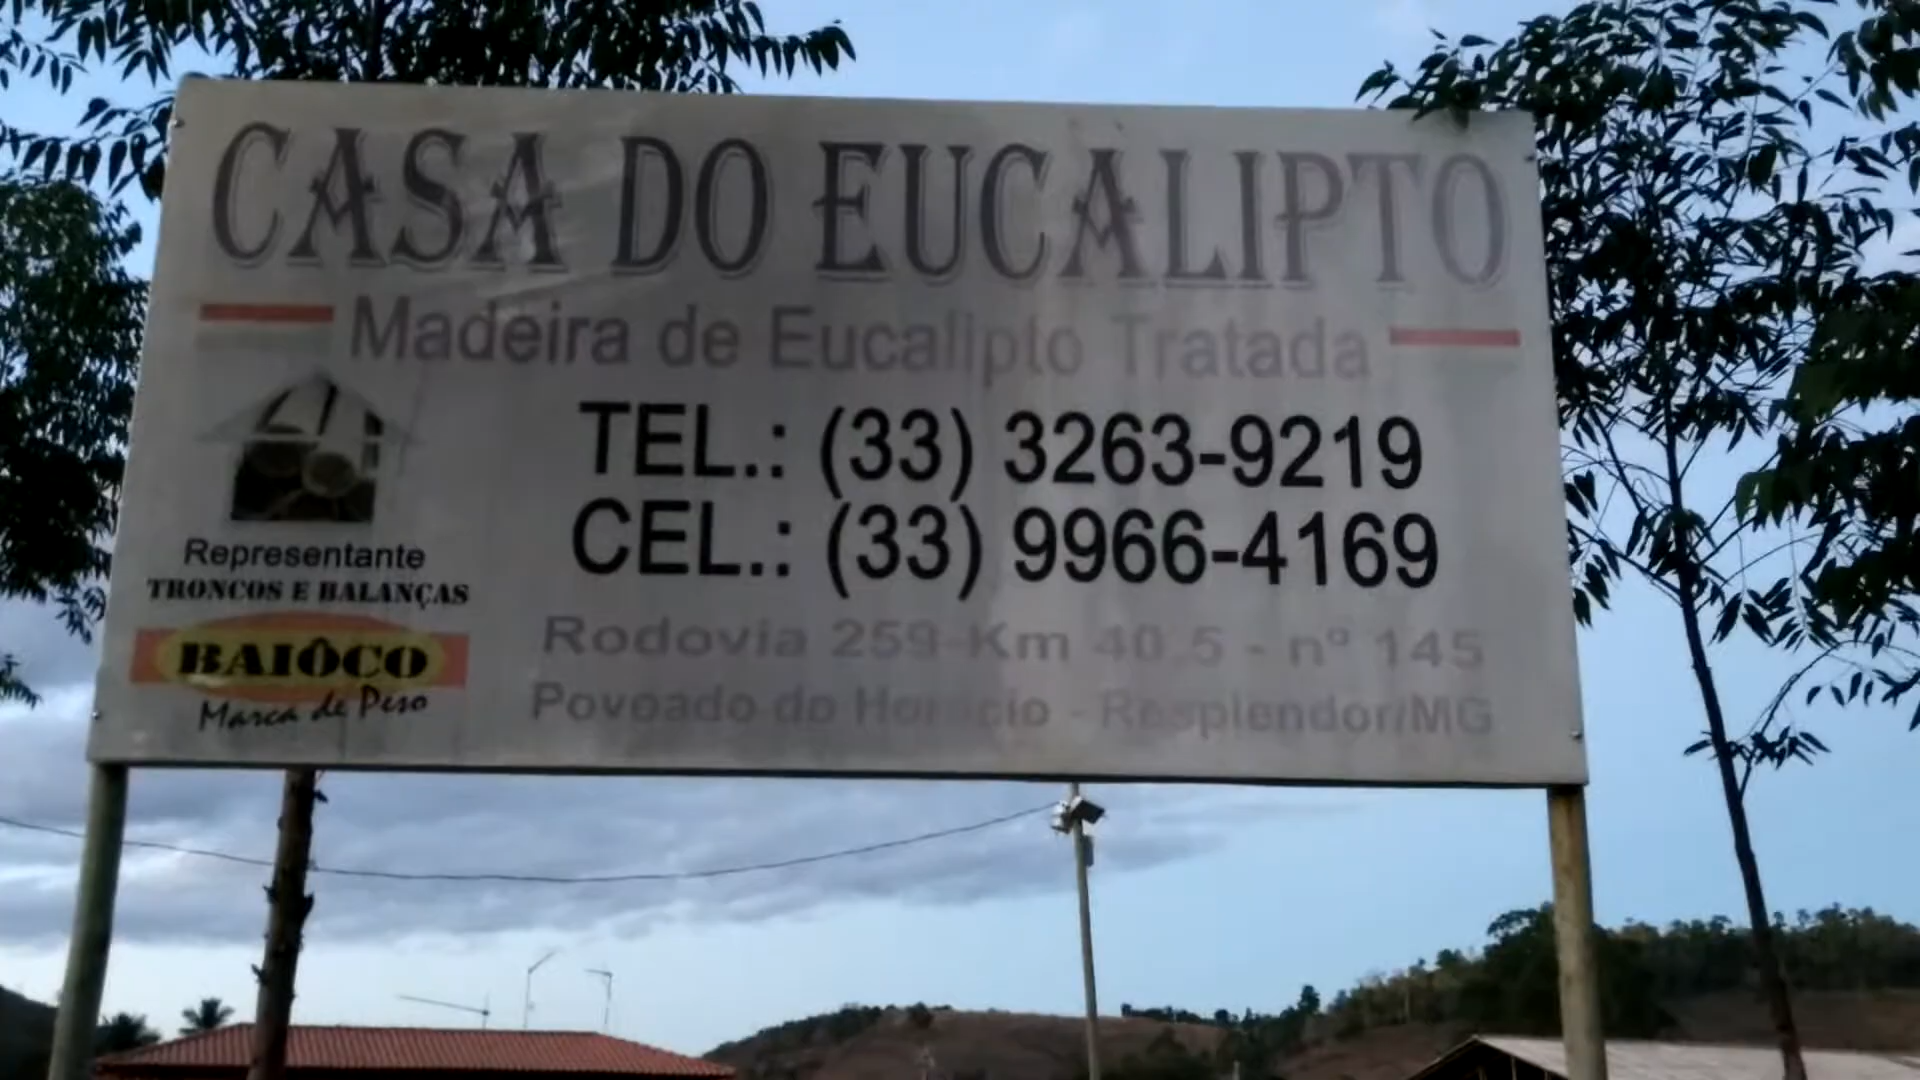 CASA DO EUCALIPTO
Madeira de Eucalipto Tratada
TEL.: (33) 3263-9219
CEL.: (33) 9966-4169
Representante
TRONCOS E BALANÇAS
BAIÔCO
Marca de Peso
Rodovia 259-Km 40,5 - nº 145
Povoado do - Resplendor/MG